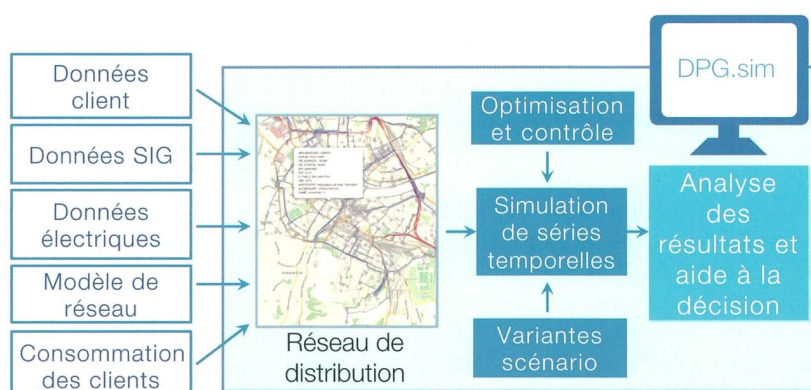 Données
client
Données SIG
Données
électriques
Modèle de
réseau
Consommation
des clients
Réseau de
distribution
Optimisation
et contrôle
Simulation
de séries
temporelles
Variantes
scénario
DPG.sim
Analyse
des
résultats et
aide à la
décision